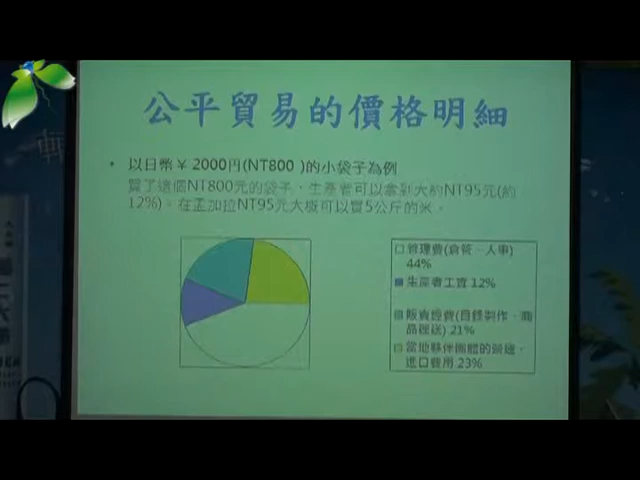 公平貿易的價格明細
• 以日幣￥2000円(NT800 )的小袋子為例
買了這個NT800元的袋子，生產者可以拿到大約NT95元(約
12%)。在孟加拉NT95元大概可以買5公斤的米。
管理費(倉管、人事)
44%
生產者工資 12%
販賣經費(目錄製作、商
品運送) 21%
當地夥伴團體的營運、
進口費用 23%